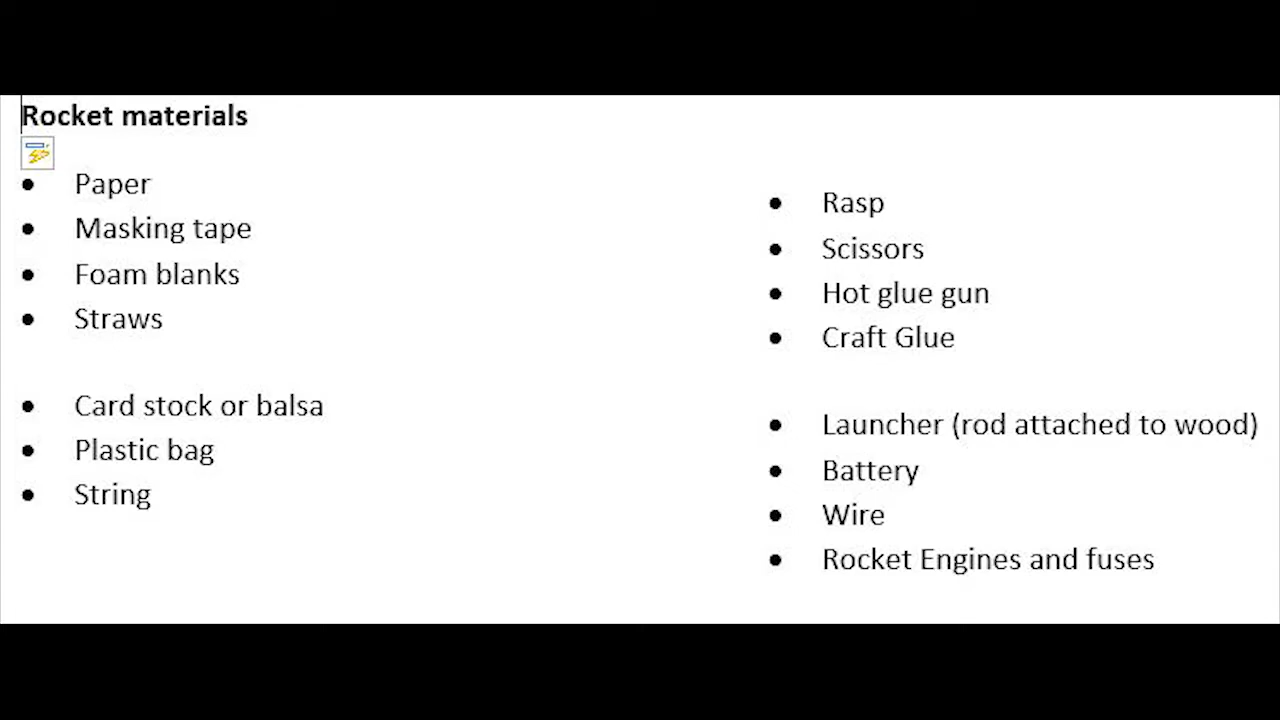 Rocket materials
• Paper
• Masking tape
• Foam blanks
• Straws
• Card stock or balsa
• Plastic bag
• String
• Rasp
• Scissors
• Hot glue gun
• Craft Glue
• Launcher (rod attached to wood)
• Battery
• Wire
• Rocket Engines and fuses